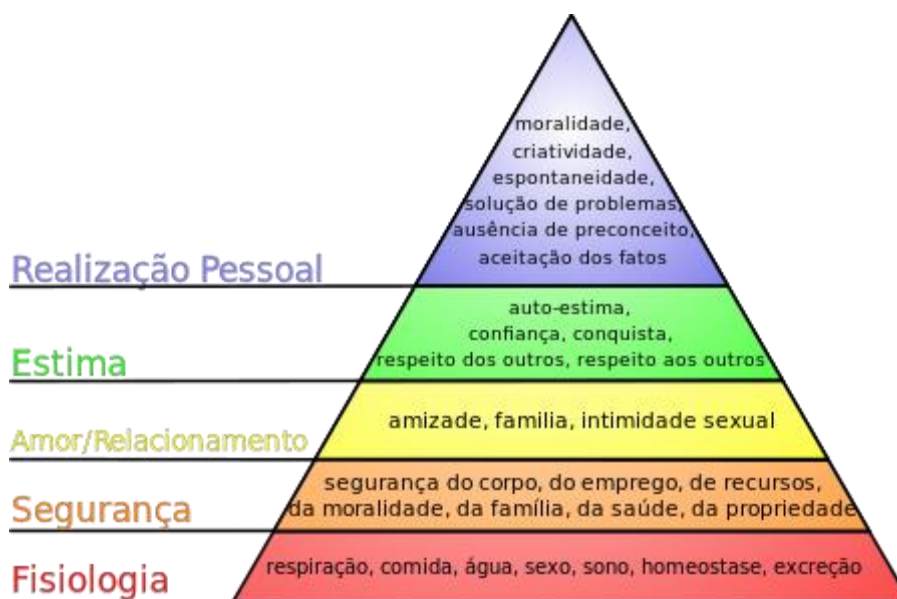 moralidade,
criatividade,
espontaneidade,
solução de problemas,
ausência de preconceito,
aceitação dos fatos
Realização Pessoal
auto-estima,
confiança, conquista,
respeito dos outros, respeito aos outros
Estima
amizade, familia, intimidade sexual
Amor/Relacionamento
segurança do corpo, do emprego, de recursos,
da moralidade, da família, da saúde, da propriedade
Segurança
respiração, comida, água, sexo, sono, homeostase, excreção
Fisiologia